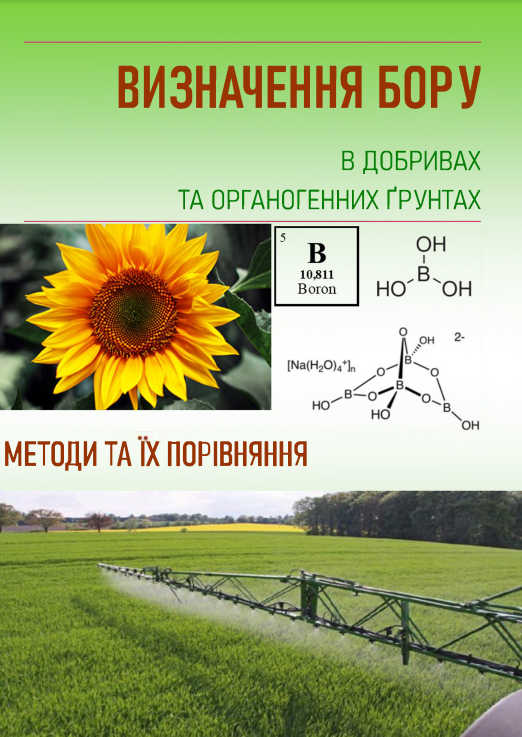 ВИЗНАЧЕННЯ БОРУ
В ДОБРИВАХ
ТА ОРГАНОГЕННИХ ҐРУНТАХ
5
B
10,811
Boron
OH
B
HO OH
[Na(H₂O)₄⁺]n
2-
O
B OH
O O
B B B
O O
HO
HO
OH
МЕТОДИ ТА ЇХ ПОРІВНЯННЯ